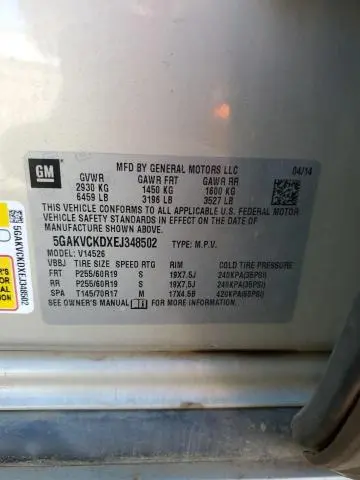 GM
MFD BY GENERAL MOTORS LLC 04/14
GVWR GAWR FRT GAWR RR
2930 KG 1450 KG 1600 KG
6459 LB 3196 LB 3527 LB
THIS VEHICLE CONFORMS TO ALL APPLICABLE U.S. FEDERAL MOTOR
VEHICLE SAFETY STANDARDS IN EFFECT ON THE DATE OF
MANUFACTURE SHOWN ABOVE.
5GAKVCKDXEJ348502 TYPE: M.P.V.
MODEL: V14526
VBBJ TIRE SIZE SPEED RTG RIM COLD TIRE PRESSURE
FRT P255/60R19 S 19X7.5J 240KPA(35PSI)
RR P255/60R19 S 19X7.5J 240KPA(35PSI)
SPA T145/70R17 M 17X4.5B 420KPA(60PSI)
SEE OWNER'S MANUAL FOR MORE INFORMATION.
5GAKVCKDXEJ348502